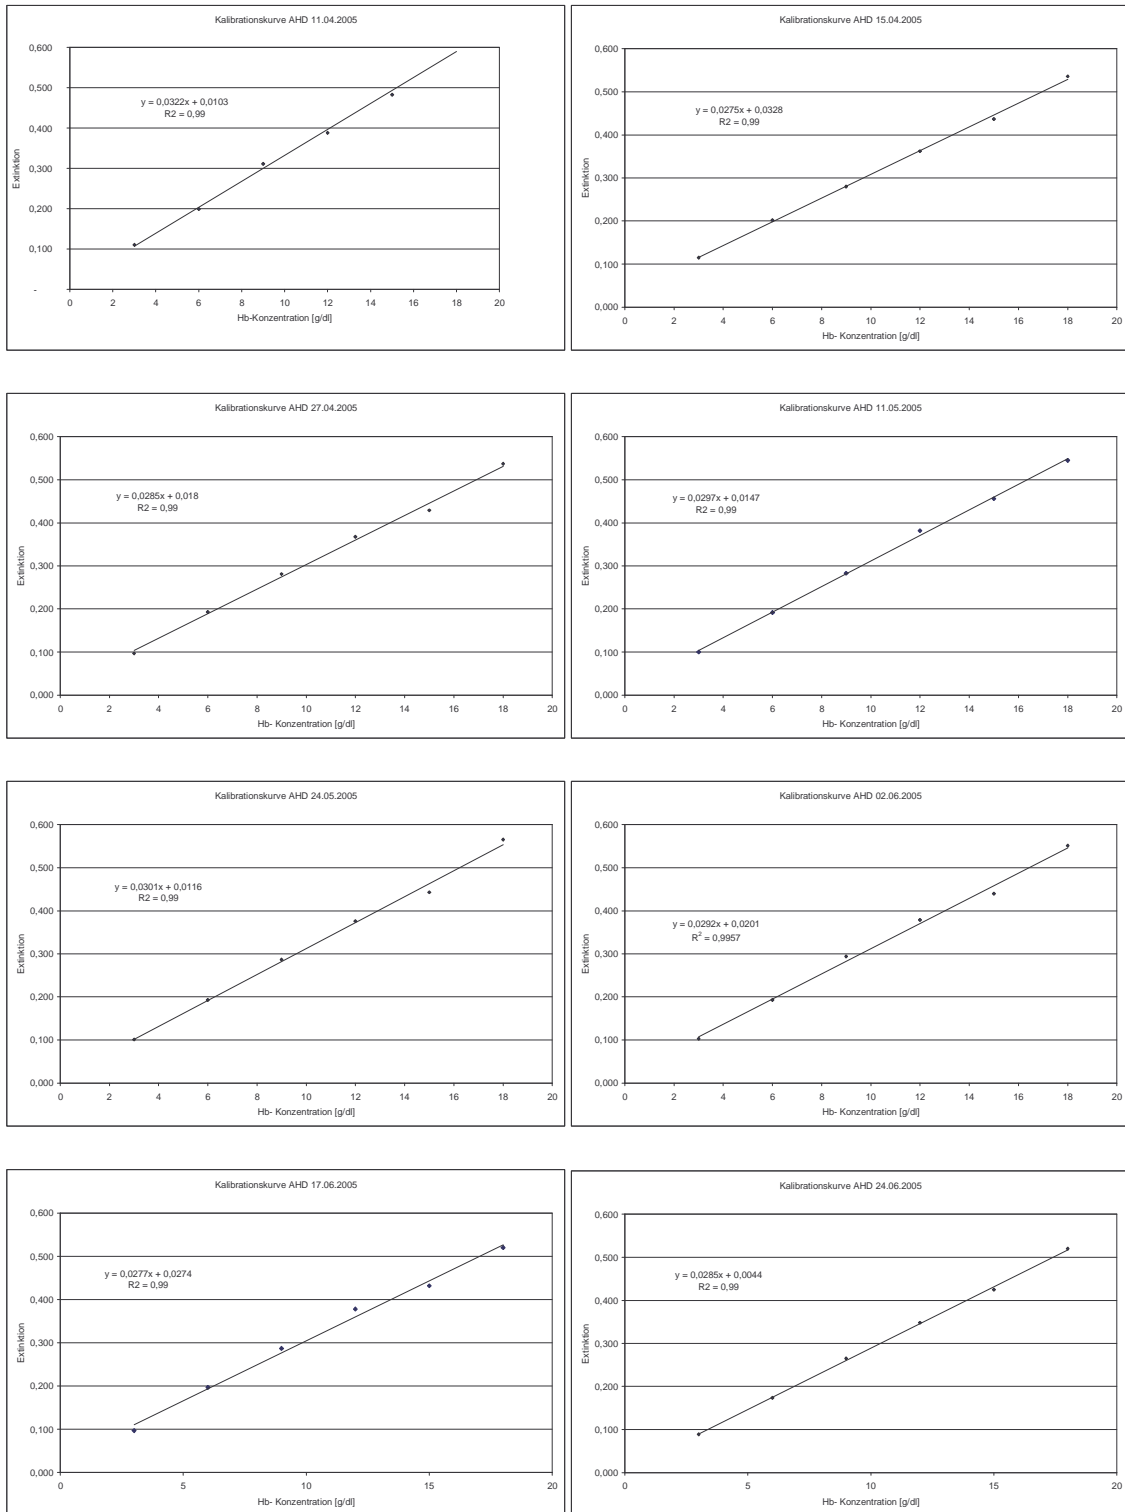 Kalibrationskurve AHD 11.04.2005
0,600
0,500
0,400
0,300
0,200
0,100
-
Extinktion
y = 0,0322x + 0,0103
R2 = 0,99
0 2 4 6 8 10 12 14 16 18 20
Hb-Konzentration [g/dl]
Kalibrationskurve AHD 15.04.2005
0,600
0,500
0,400
0,300
0,200
0,100
0,000
Extinktion
y = 0,0275x + 0,0328
R2 = 0,99
0 2 4 6 8 10 12 14 16 18 20
Hb- Konzentration [g/dl]
Kalibrationskurve AHD 27.04.2005
0,600
0,500
0,400
0,300
0,200
0,100
0,000
Extinktion
y = 0,0285x + 0,018
R2 = 0,99
0 2 4 6 8 10 12 14 16 18 20
Hb- Konzentration [g/dl]
Kalibrationskurve AHD 11.05.2005
0,600
0,500
0,400
0,300
0,200
0,100
0,000
Extinktion
y = 0,0297x + 0,0147
R2 = 0,99
0 2 4 6 8 10 12 14 16 18 20
Hb- Konzentration [g/dl]
Kalibrationskurve AHD 24.05.2005
0,600
0,500
0,400
0,300
0,200
0,100
0,000
Extinktion
y = 0,0301x + 0,0116
R2 = 0,99
0 2 4 6 8 10 12 14 16 18 20
Hb- Konzentration [g/dl]
Kalibrationskurve AHD 02.06.2005
0,600
0,500
0,400
0,300
0,200
0,100
0,000
Extinktion
y = 0,0292x + 0,0201
R² = 0,9957
0 2 4 6 8 10 12 14 16 18 20
Hb- Konzentration [g/dl]
Kalibrationskurve AHD 17.06.2005
0,600
0,500
0,400
0,300
0,200
0,100
0,000
Extinktion
y = 0,0277x + 0,0274
R2 = 0,99
0 5 10 15 20
Hb- Konzentration [g/dl]
Kalibrationskurve AHD 24.06.2005
0,600
0,500
0,400
0,300
0,200
0,100
0,000
Extinktion
y = 0,0285x + 0,0044
R2 = 0,99
0 5 10 15 20
Hb- Konzentration [g/dl]